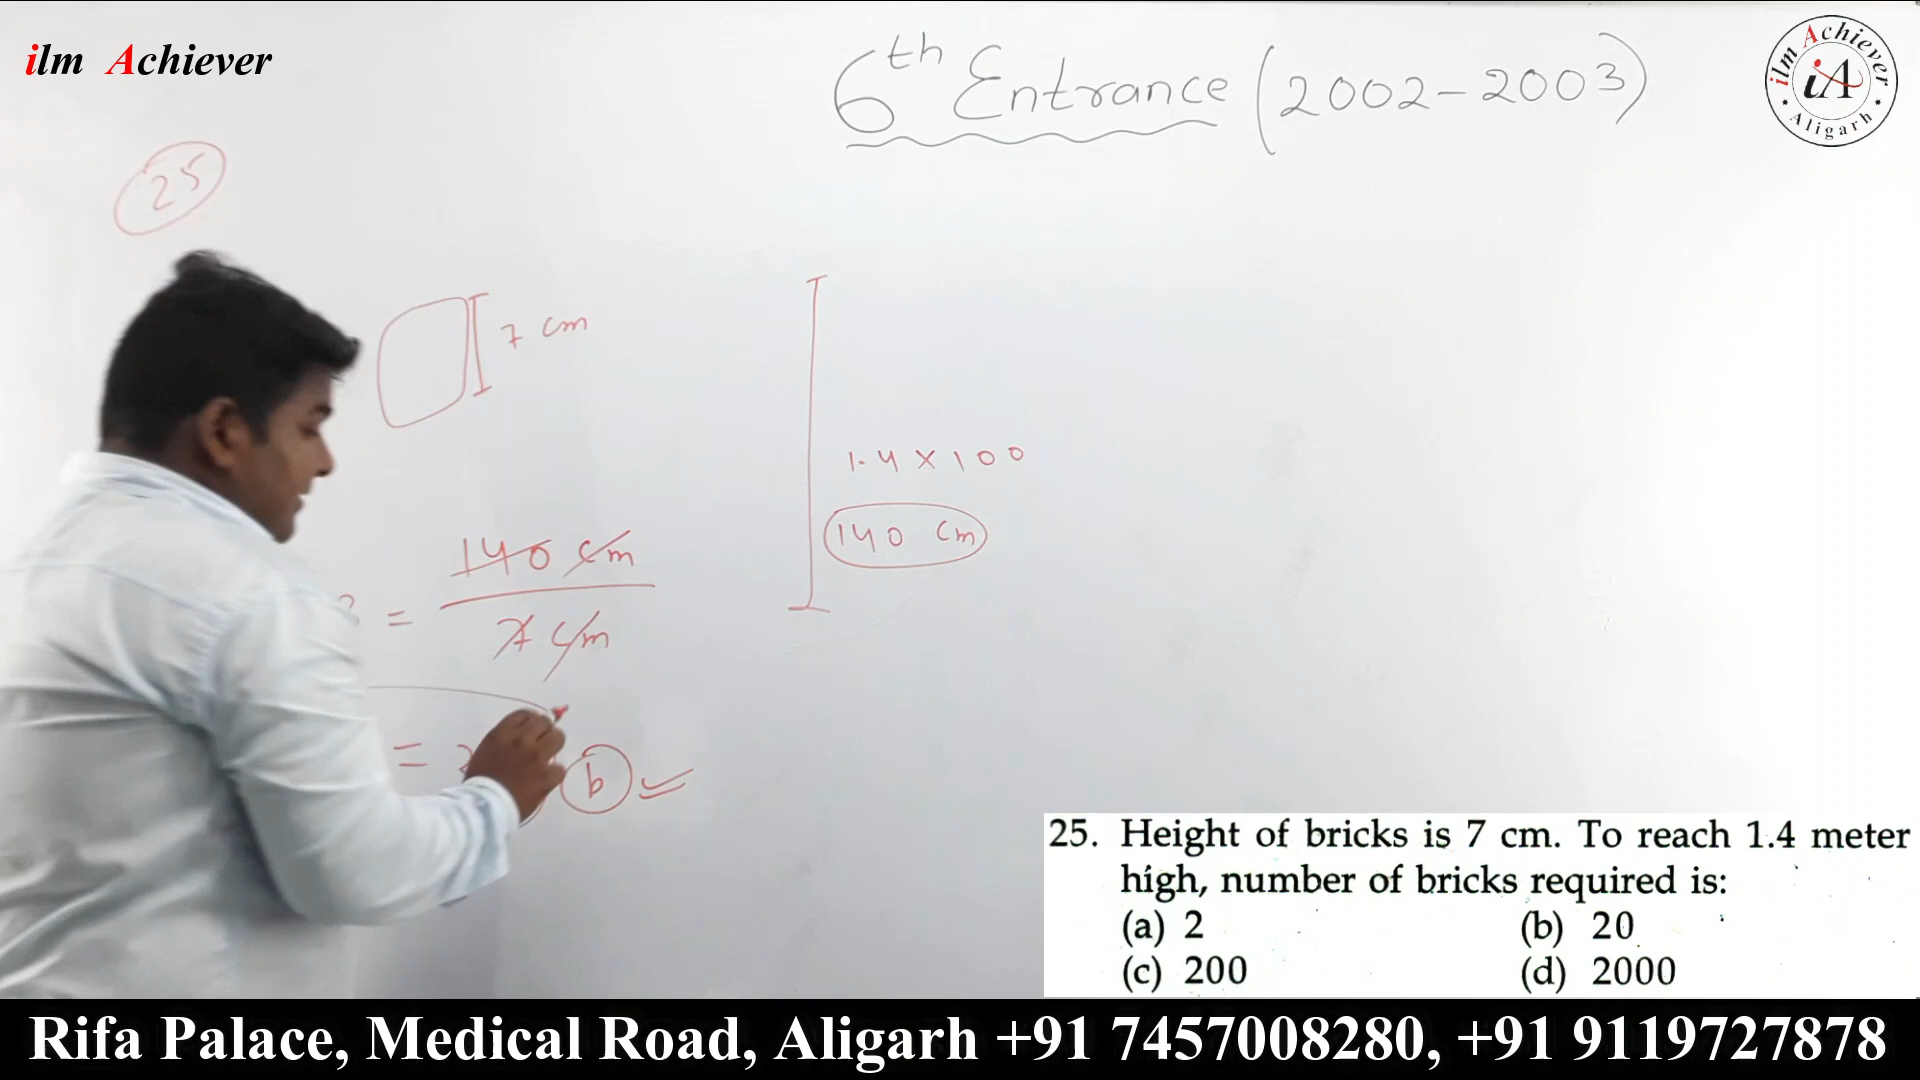 ilm Achiever
6th Entrance (2002-2003)
ilm Achiever
iA
Aligarh
25
7 cm
1.4 × 100
140 cm
= 140 cm
7 cm
= 2
b
25. Height of bricks is 7 cm. To reach 1.4 meter
high, number of bricks required is:
(a) 2 (b) 20
(c) 200 (d) 2000
Rifa Palace, Medical Road, Aligarh +91 7457008280, +91 9119727878